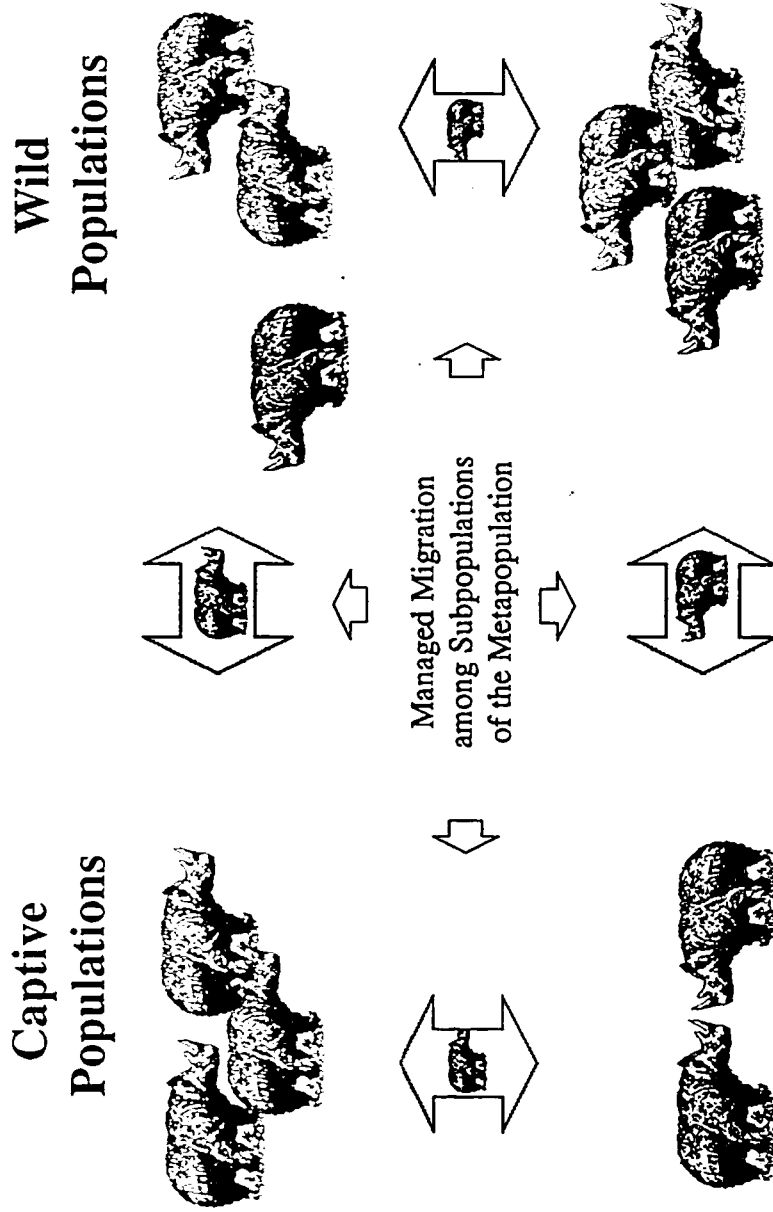 Captive
Populations
Wild
Populations
Managed Migration
among Subpopulations
of the Metapopulation